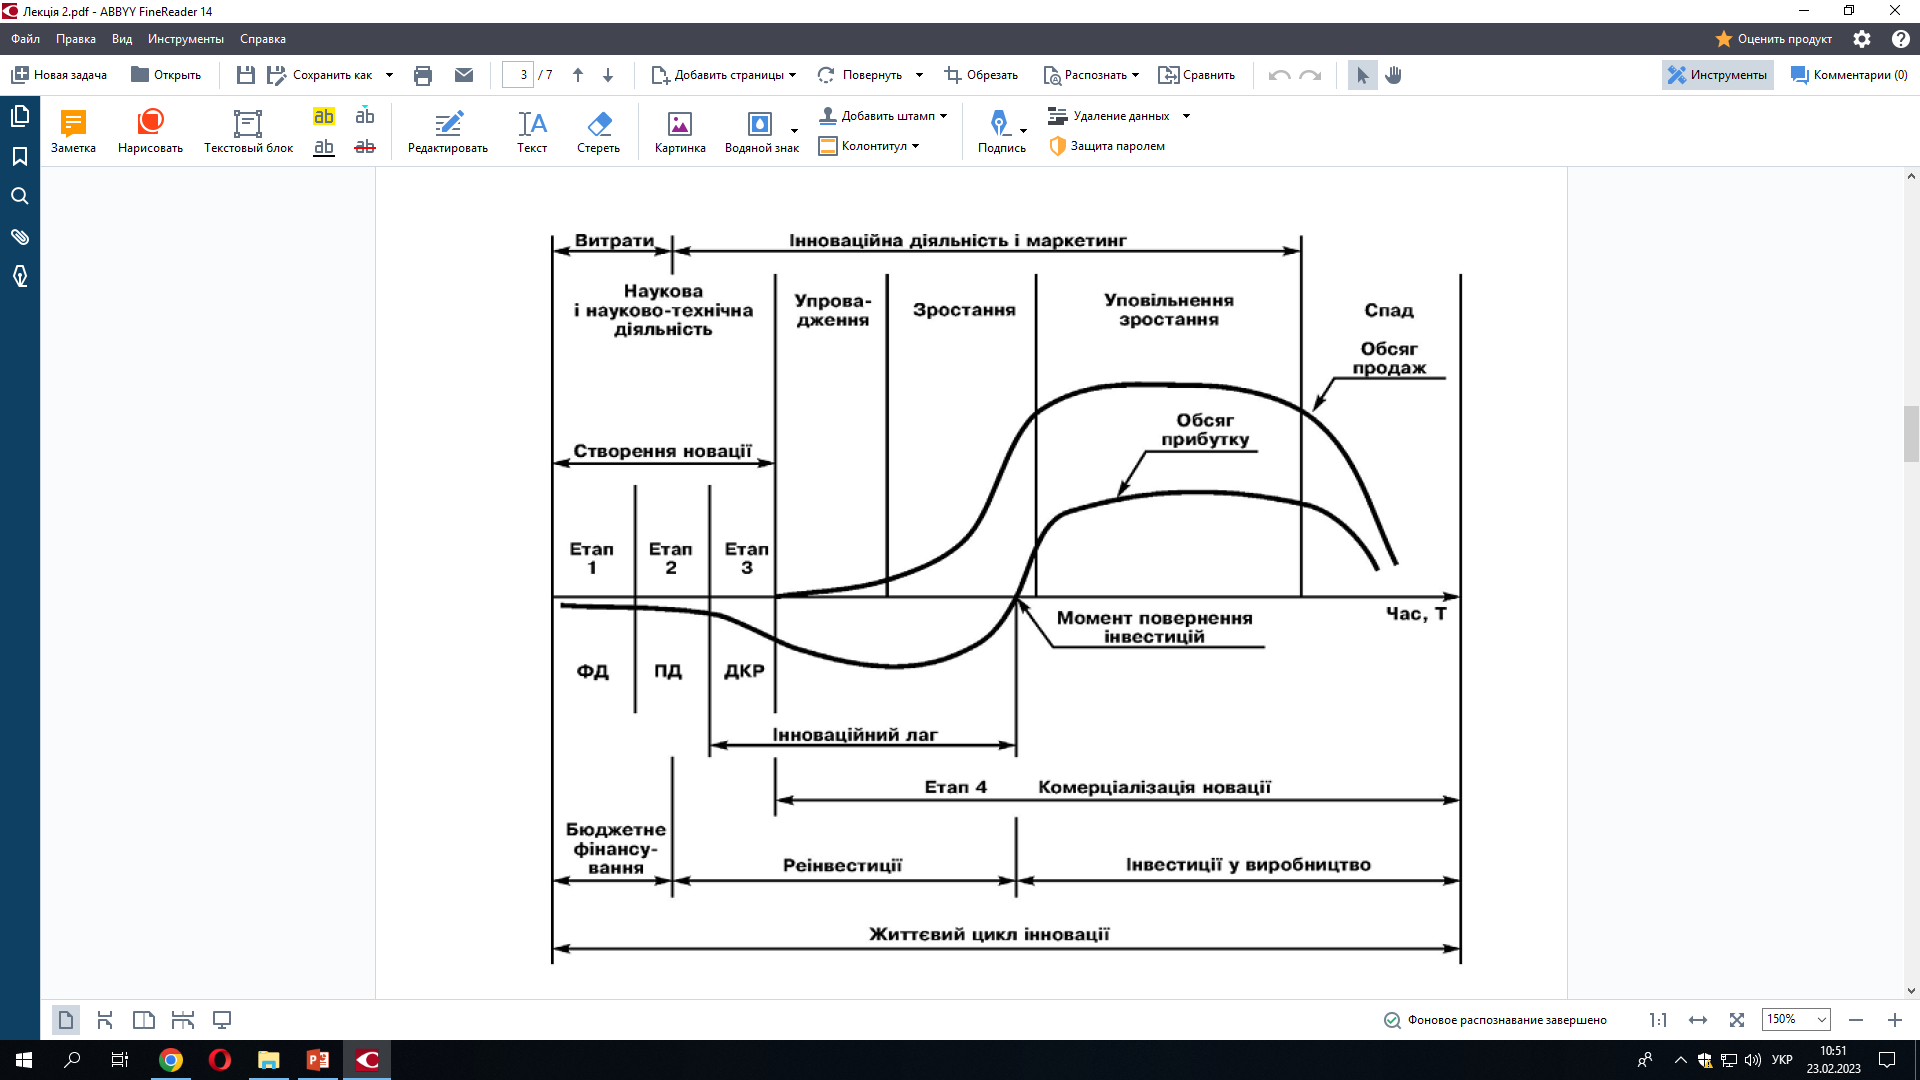 Лекція 2.pdf - ABBYY FineReader 14
Файл Правка Вид Инструменты Справка
Оценить продукт
Новая задача Открыть Сохранить как 3 / 7 Добавить страницы Повернуть Обрезать Распознать Сравнить Инструменты Комментарии (0)
Заметка Нарисовать Текстовый блок ab ab ab ab Редактировать Текст Стереть Картинка Водяной знак Добавить штамп Колонтитул Подпись Удаление данных Защита паролем
Витрати
Інноваційна діяльність і маркетинг
Наукова
і науково-технічна
діяльність
Упрова-
дження
Зростання
Уповільнення
зростання
Спад
Обсяг
продаж
Обсяг
прибутку
Створення новації
Етап
1
Етап
2
Етап
3
Час, Т
Момент повернення
інвестицій
ФД
ПД
ДКР
Інноваційний лаг
Етап 4 Комерціалізація новації
Бюджетне
фінансу-
вання
Реінвестиції
Інвестиції у виробництво
Життєвий цикл інновації
Фоновое распознавание завершено 1:1 150%
УКР
10:51
23.02.2023